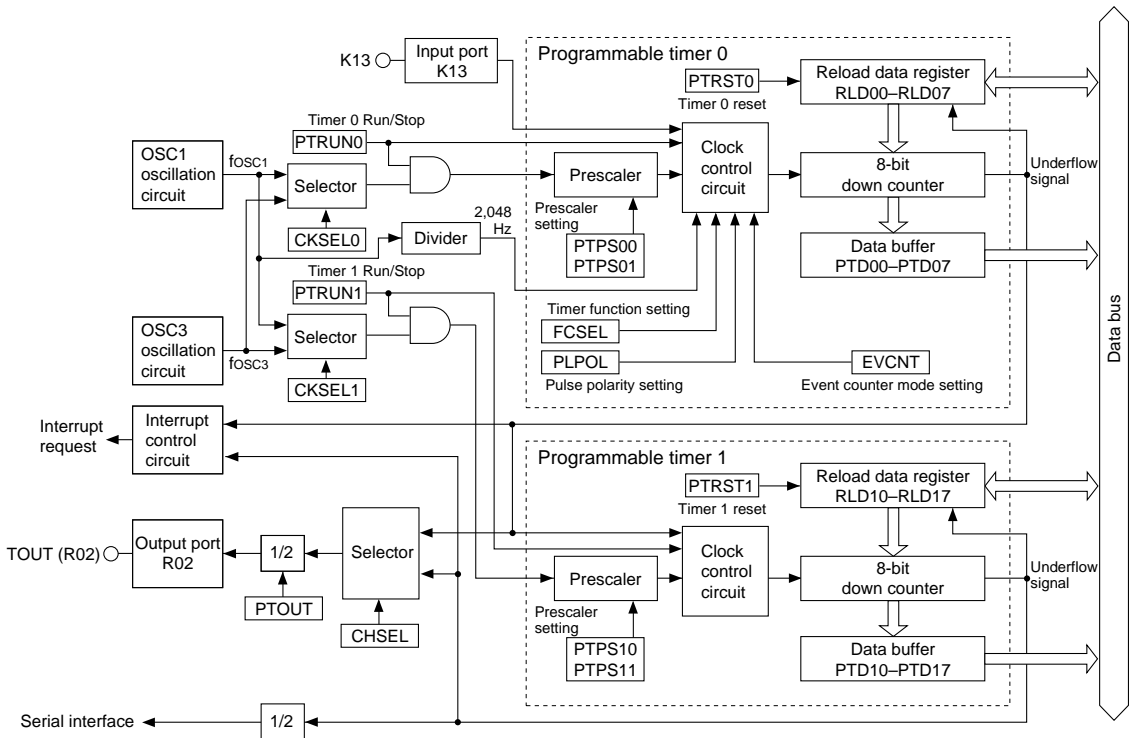 K13
Input port
K13
Programmable timer 0
PTRST0
Timer 0 reset
Reload data register
RLD00–RLD07
Timer 0 Run/Stop
PTRUN0
OSC1
oscillation
circuit
fOSC1
Selector
CKSEL0
Prescaler
Prescaler
setting
PTPS00
PTPS01
Clock
control
circuit
8-bit
down counter
Underflow
signal
2,048
Hz
Divider
Data buffer
PTD00–PTD07
Timer 1 Run/Stop
PTRUN1
Timer function setting
FCSEL
PLPOL
Pulse polarity setting
EVCNT
Event counter mode setting
Data bus
OSC3
oscillation
circuit
fOSC3
Selector
CKSEL1
Interrupt
request
Interrupt
control
circuit
Programmable timer 1
PTRST1
Timer 1 reset
Reload data register
RLD10–RLD17
TOUT (R02)
Output port
R02
1/2
PTOUT
Selector
CHSEL
Prescaler
Prescaler
setting
PTPS10
PTPS11
Clock
control
circuit
8-bit
down counter
Underflow
signal
Data buffer
PTD10–PTD17
Serial interface
1/2